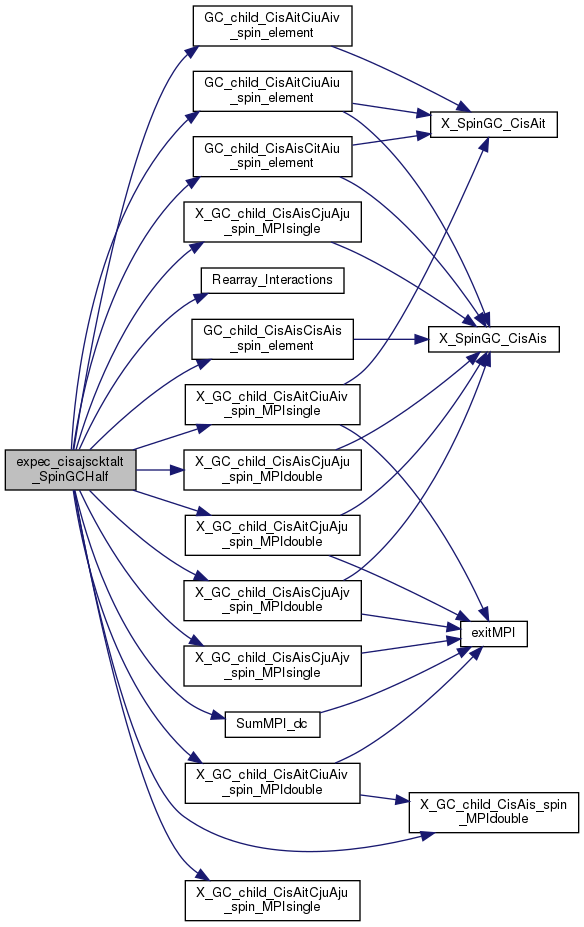 expec_cisajscktalt
_SpinGCHalf
GC_child_CisAitCiuAiv
_spin_element
GC_child_CisAitCiuAiu
_spin_element
GC_child_CisAisCitAiu
_spin_element
X_GC_child_CisAisCjuAju
_spin_MPIsingle
Rearray_Interactions
GC_child_CisAisCisAis
_spin_element
X_GC_child_CisAitCiuAiv
_spin_MPIsingle
X_GC_child_CisAisCjuAju
_spin_MPIdouble
X_GC_child_CisAitCjuAju
_spin_MPIdouble
X_GC_child_CisAisCjuAjv
_spin_MPIdouble
X_GC_child_CisAisCjuAjv
_spin_MPIsingle
SumMPI_dc
X_GC_child_CisAitCiuAiv
_spin_MPIdouble
X_GC_child_CisAitCjuAju
_spin_MPIsingle
X_SpinGC_CisAit
X_SpinGC_CisAis
exitMPI
X_GC_child_CisAis_spin
_MPIdouble